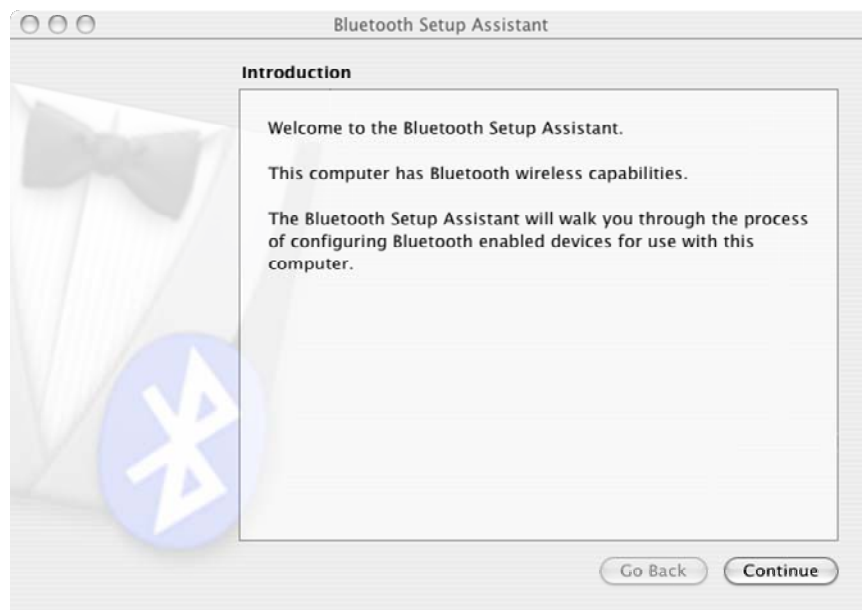 Bluetooth Setup Assistant
Introduction
Welcome to the Bluetooth Setup Assistant.
This computer has Bluetooth wireless capabilities.
The Bluetooth Setup Assistant will walk you through the process
of configuring Bluetooth enabled devices for use with this
computer.
Go Back
Continue